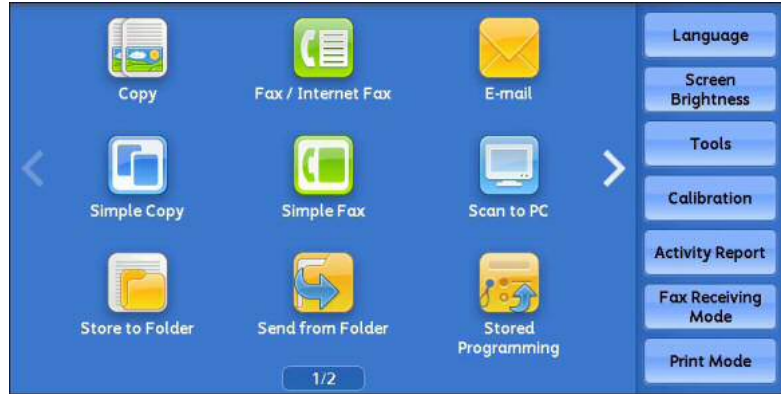 Copy
Fax / Internet Fax
E-mail
Simple Copy
Simple Fax
Scan to PC
Store to Folder
Send from Folder
Stored
Programming
1/2
Language
Screen
Brightness
Tools
Calibration
Activity Report
Fax Receiving
Mode
Print Mode